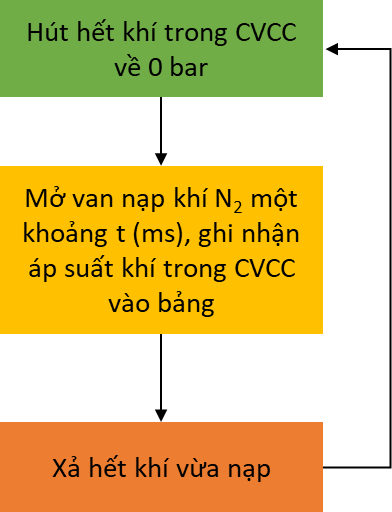 Hút hết khí trong CVCC
về 0 bar
Mở van nạp khí N₂ một
khoảng t (ms), ghi nhận
áp suất khí trong CVCC
vào bảng
Xả hết khí vừa nạp